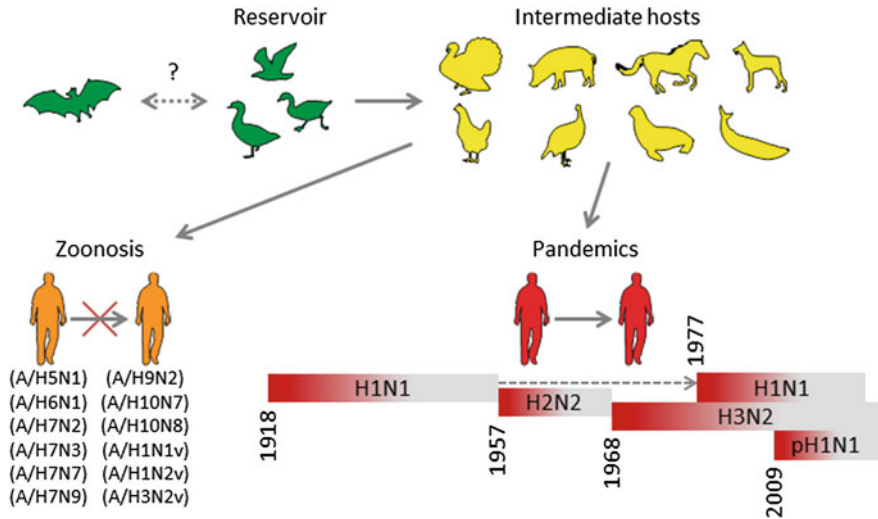 Reservoir
Intermediate hosts
?
Zoonosis
Pandemics
(A/H5N1) (A/H9N2)
(A/H6N1) (A/H10N7)
(A/H7N2) (A/H10N8)
(A/H7N3) (A/H1N1v)
(A/H7N7) (A/H1N2v)
(A/H7N9) (A/H3N2v)
1977
H1N1
H1N1
H2N2
H3N2
pH1N1
1918
1957
1968
2009